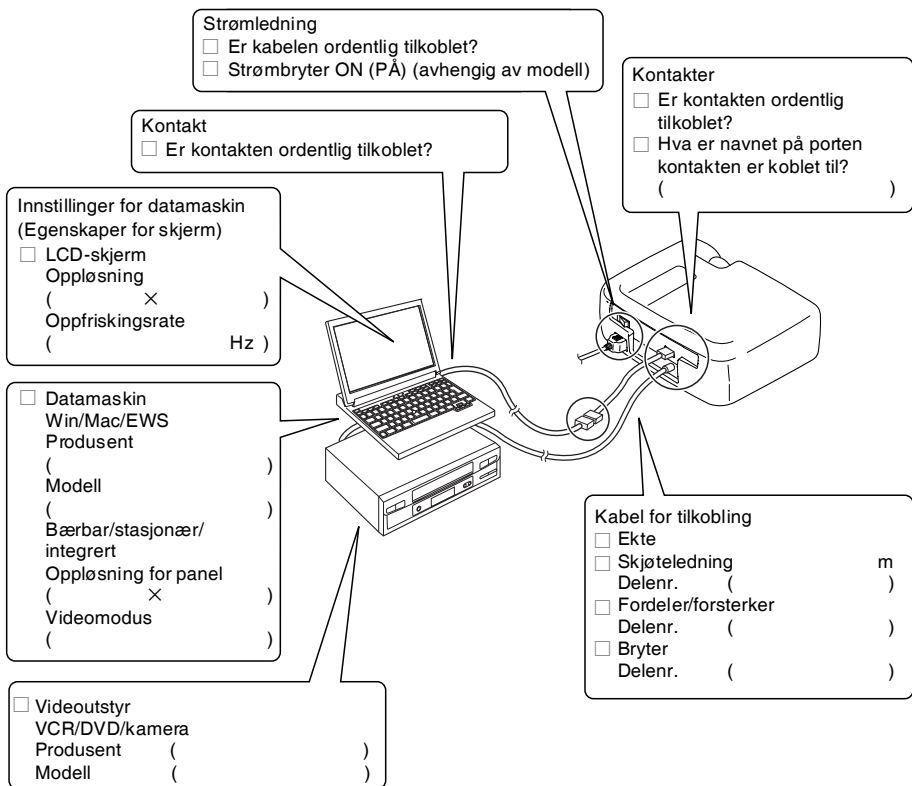 Strømledning
□ Er kabelen ordentlig tilkoblet?
□ Strømbryter ON (PÅ) (avhengig av modell)
Kontakter
□ Er kontakten ordentlig
tilkoblet?
□ Hva er navnet på porten
kontakten er koblet til?
( )
Kontakt
□ Er kontakten ordentlig tilkoblet?
Innstillinger for datamaskin
(Egenskaper for skjerm)
□ LCD-skjerm
Oppløsning
( × )
Oppfriskingsrate
( Hz )
□ Datamaskin
Win/Mac/EWS
Produsent
( )
Modell
( )
Bærbar/stasjonær/
integrert
Oppløsning for panel
( × )
Videomodus
( )
Kabel for tilkobling
□ Ekte
□ Skjøteledning m
Delenr. ( )
□ Fordeler/forsterker
Delenr. ( )
□ Bryter
Delenr. ( )
□ Videoutstyr
VCR/DVD/kamera
Produsent ( )
Modell ( )